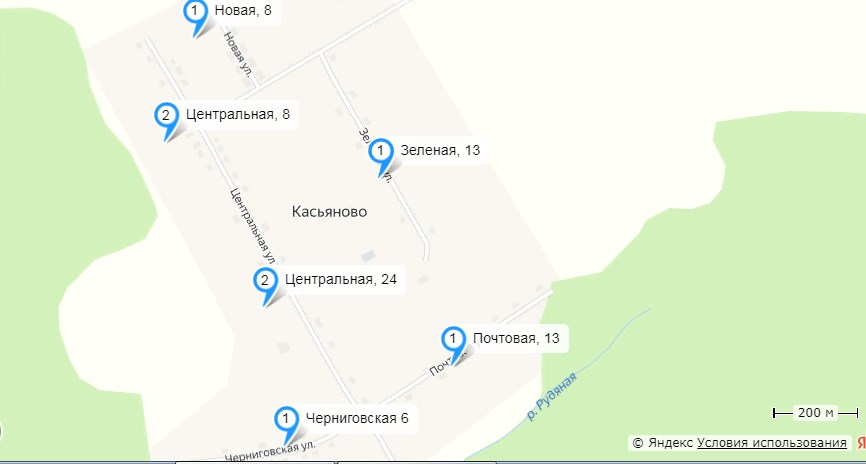 1 Новая, 8
Новая ул.
2 Центральная, 8
1 Зеленая, 13
Центральная ул.
Касьяново
2 Центральная, 24
1 Почтовая, 13
р. Рудяная
200 м
1 Черниговская 6
Черниговская ул.
© Яндекс Условия использования Я